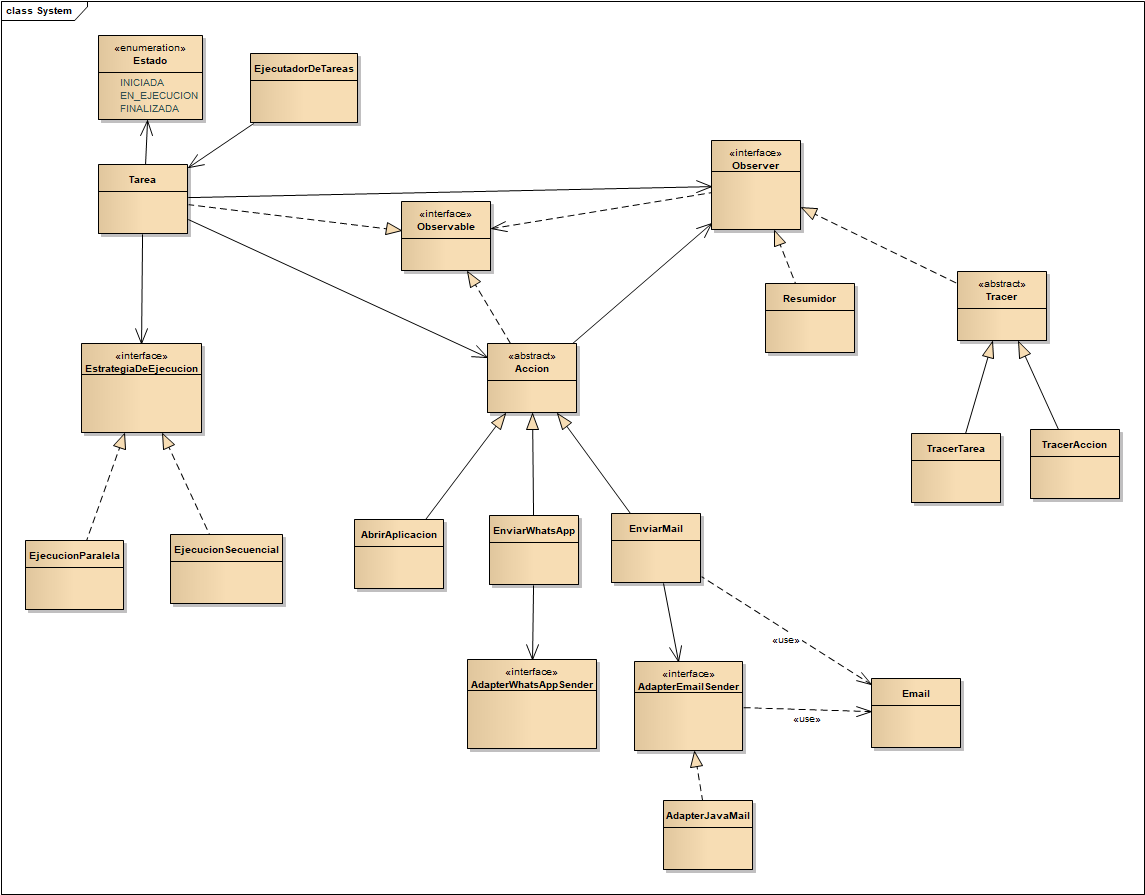 class System
«enumeration»
Estado
INICIADA
EN_EJECUCION
FINALIZADA
EjecutadorDeTareas
Tarea
«interface»
Observer
«interface»
Observable
«abstract»
Tracer
Resumidor
«interface»
EstrategiaDeEjecucion
«abstract»
Accion
TracerTarea
TracerAccion
AbrirAplicacion
EnviarWhatsApp
EnviarMail
EjecucionParalela
EjecucionSecuencial
«use»
«interface»
AdapterWhatsAppSender
«interface»
AdapterEmailSender
Email
«use»
AdapterJavaMail